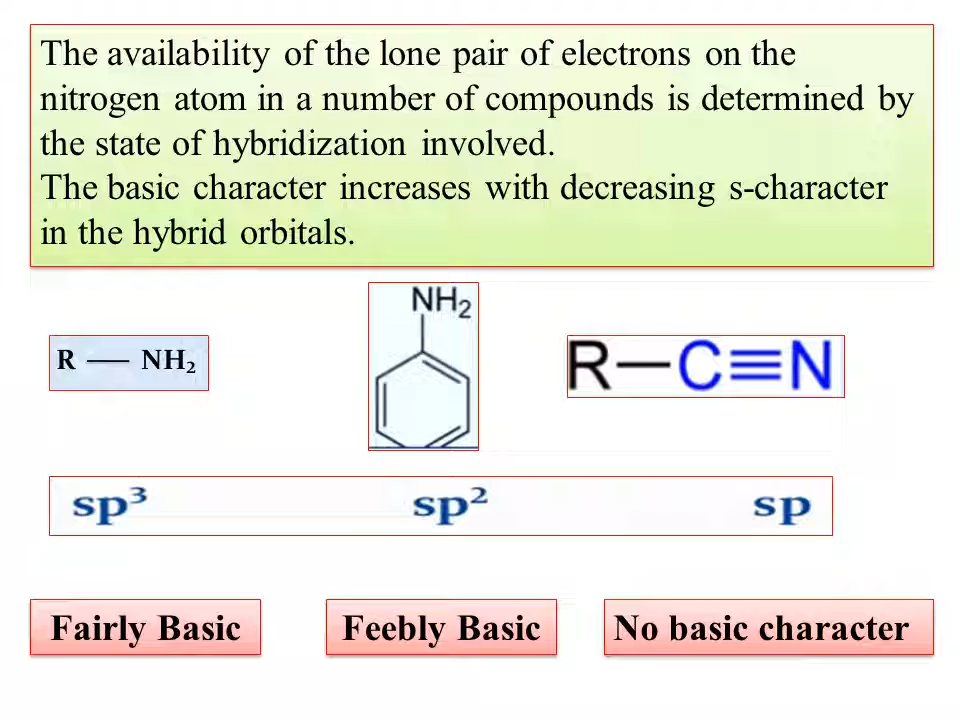 The availability of the lone pair of electrons on the
nitrogen atom in a number of compounds is determined by
the state of hybridization involved.
The basic character increases with decreasing s-character
in the hybrid orbitals.
R — NH₂
NH₂
R—C≡N
sp³ sp² sp
Fairly Basic
Feebly Basic
No basic character